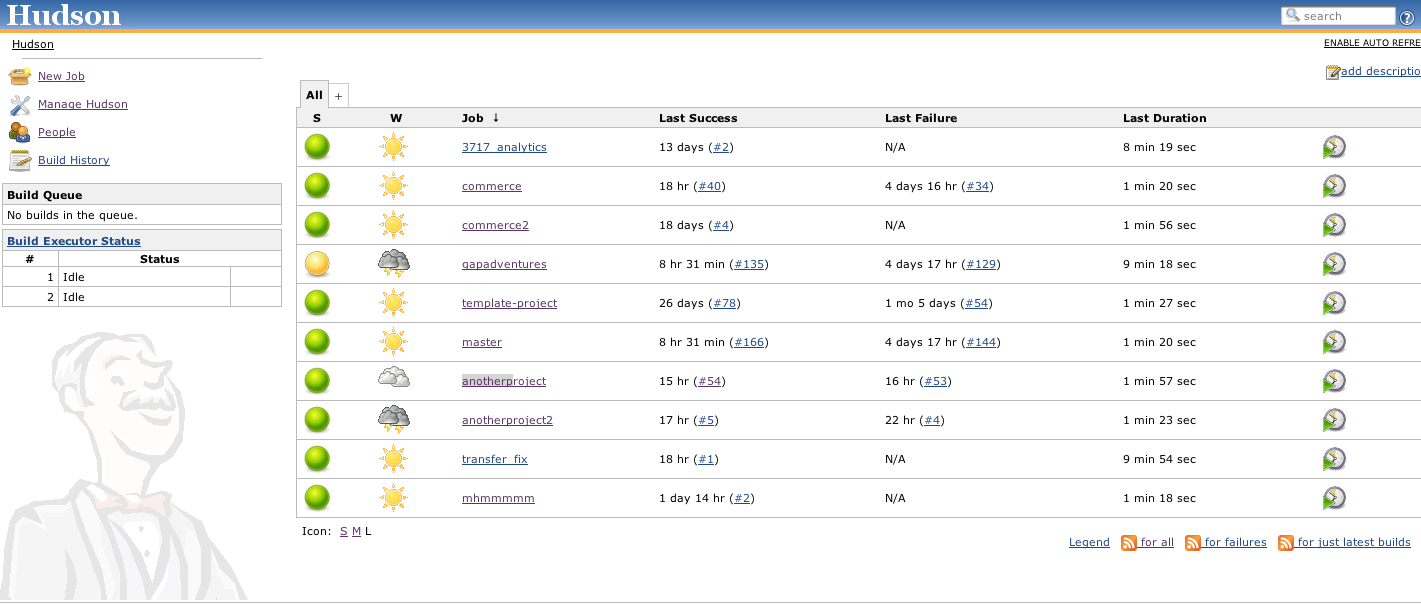 Hudson
search
?
Hudson
ENABLE AUTO REFRE
New Job
Manage Hudson
People
Build History
add descriptio
Build Queue
No builds in the queue.
Build Executor Status
# Status
1 Idle
2 Idle
All +
S W Job ↓ Last Success Last Failure Last Duration
3717_analytics 13 days (#2) N/A 8 min 19 sec
commerce 18 hr (#40) 4 days 16 hr (#34) 1 min 20 sec
commerce2 18 days (#4) N/A 1 min 56 sec
gapadventures 8 hr 31 min (#135) 4 days 17 hr (#129) 9 min 18 sec
template-project 26 days (#78) 1 mo 5 days (#54) 1 min 27 sec
master 8 hr 31 min (#166) 4 days 17 hr (#144) 1 min 20 sec
anotherproject 15 hr (#54) 16 hr (#53) 1 min 57 sec
anotherproject2 17 hr (#5) 22 hr (#4) 1 min 23 sec
transfer_fix 18 hr (#1) N/A 9 min 54 sec
mhmmmmm 1 day 14 hr (#2) N/A 1 min 18 sec
Icon: S M L
Legend for all for failures for just latest builds